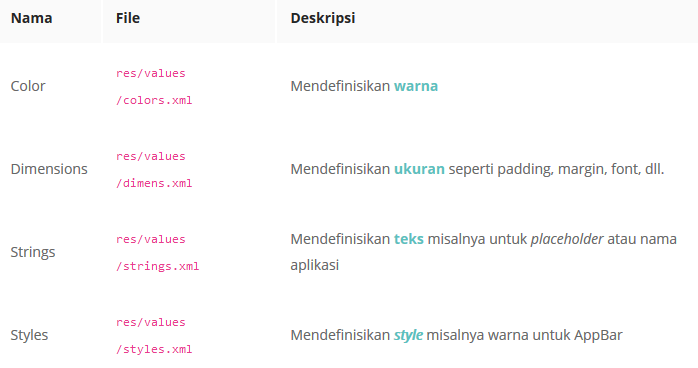 Nama File Deskripsi
Color res/values /colors.xml Mendefinisikan warna
Dimensions res/values /dimens.xml Mendefinisikan ukuran seperti padding, margin, font, dll.
Strings res/values /strings.xml Mendefinisikan teks misalnya untuk placeholder atau nama aplikasi
Styles res/values /styles.xml Mendefinisikan style misalnya warna untuk AppBar